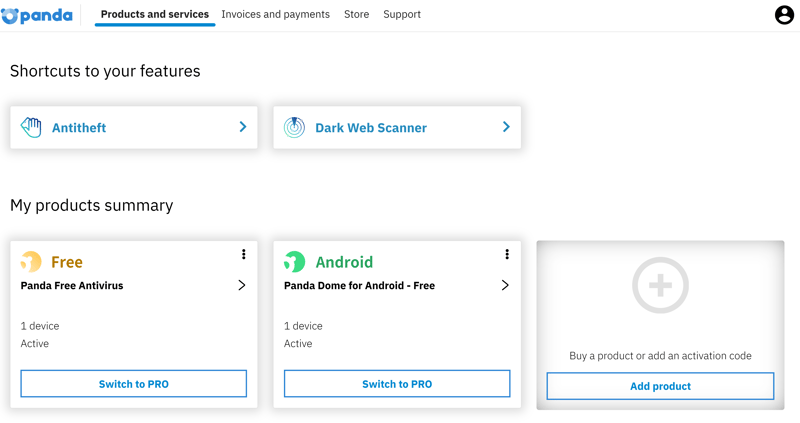 panda Products and services Invoices and payments Store Support
Shortcuts to your features
Antitheft
Dark Web Scanner
My products summary
Free
Panda Free Antivirus
1 device
Active
Switch to PRO
Android
Panda Dome for Android - Free
1 device
Active
Switch to PRO
Buy a product or add an activation code
Add product